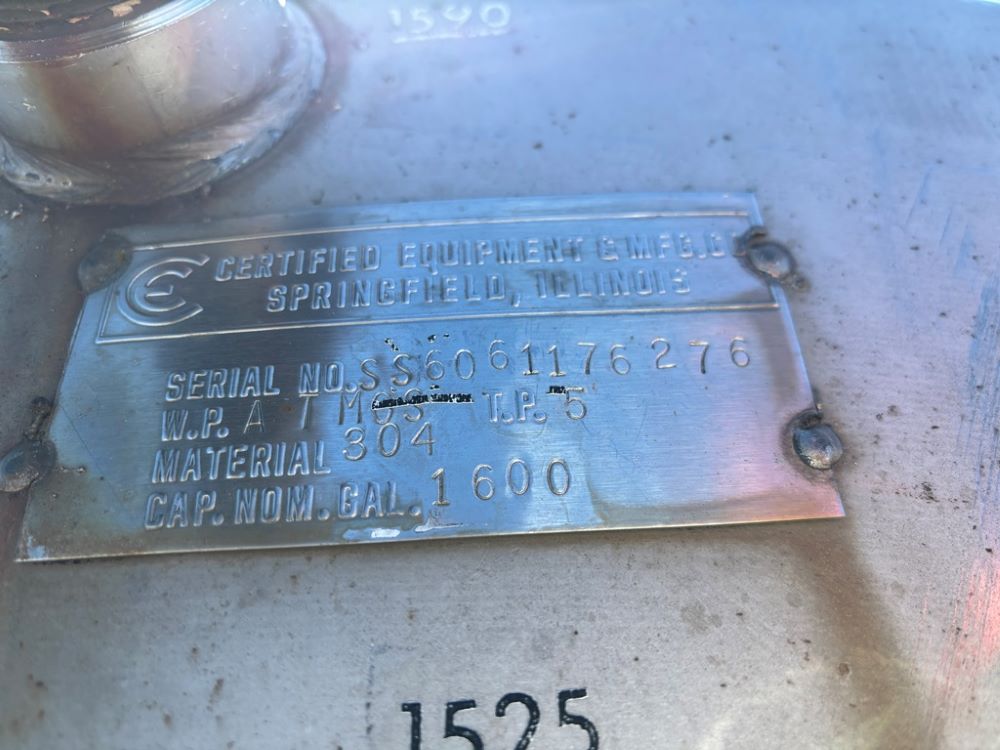 1590
CE CERTIFIED EQUIPMENT & MFG. CO
SPRINGFIELD, ILLINOIS
SERIAL NO. SS6061176276
W.P. ATMOS T.P. 5
MATERIAL 304
CAP. NOM. GAL. 1600
1525